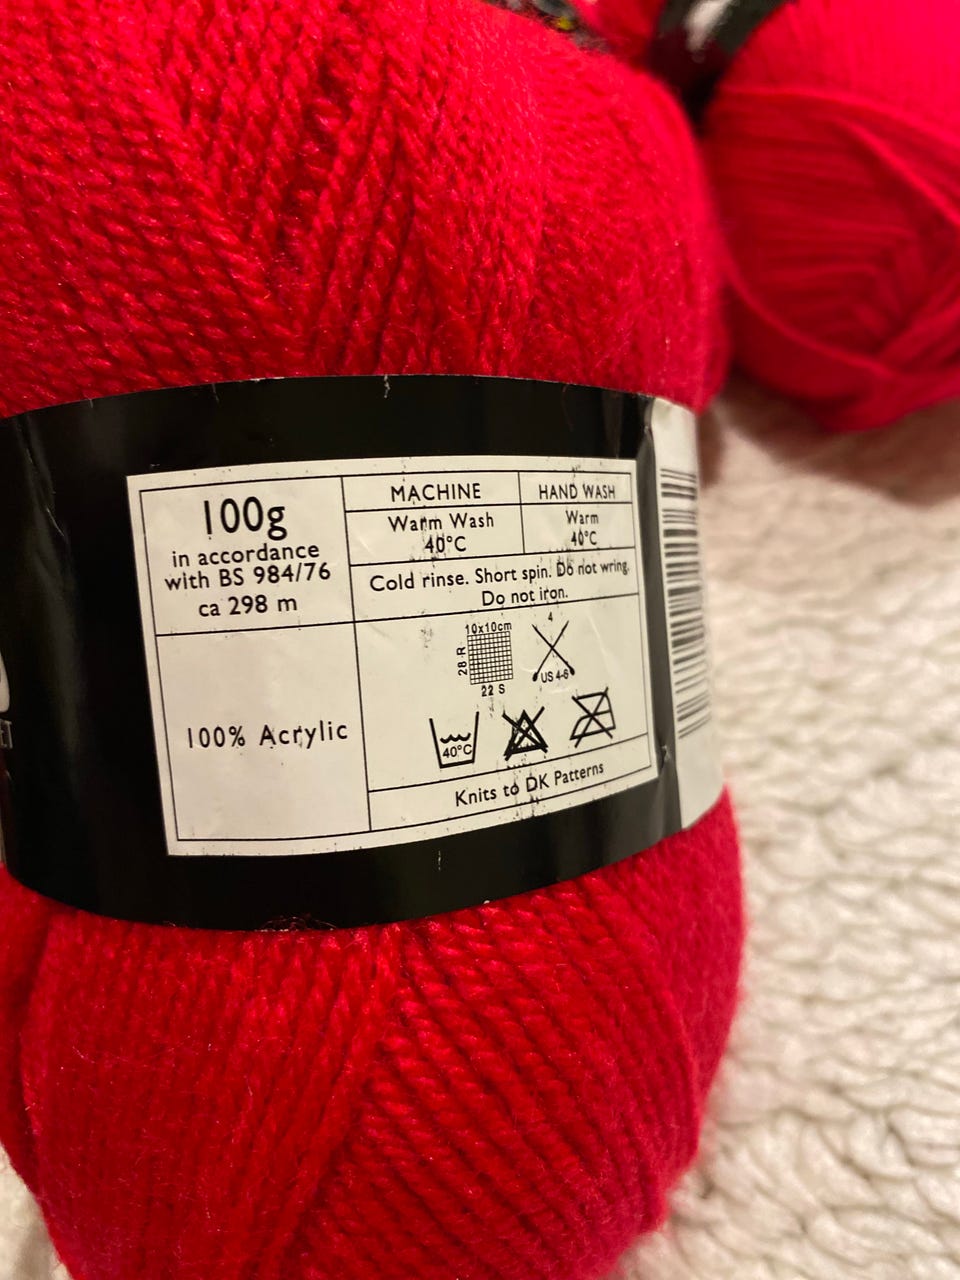 100g
in accordance
with BS 984/76
ca 298 m
100% Acrylic
MACHINE
HAND WASH
Warm Wash
40°C
Warm
40°C
Cold rinse. Short spin. Do not wring.
Do not iron.
10x10cm
28 R
22 S
4
US 4-6
40°C
Knits to DK Patterns